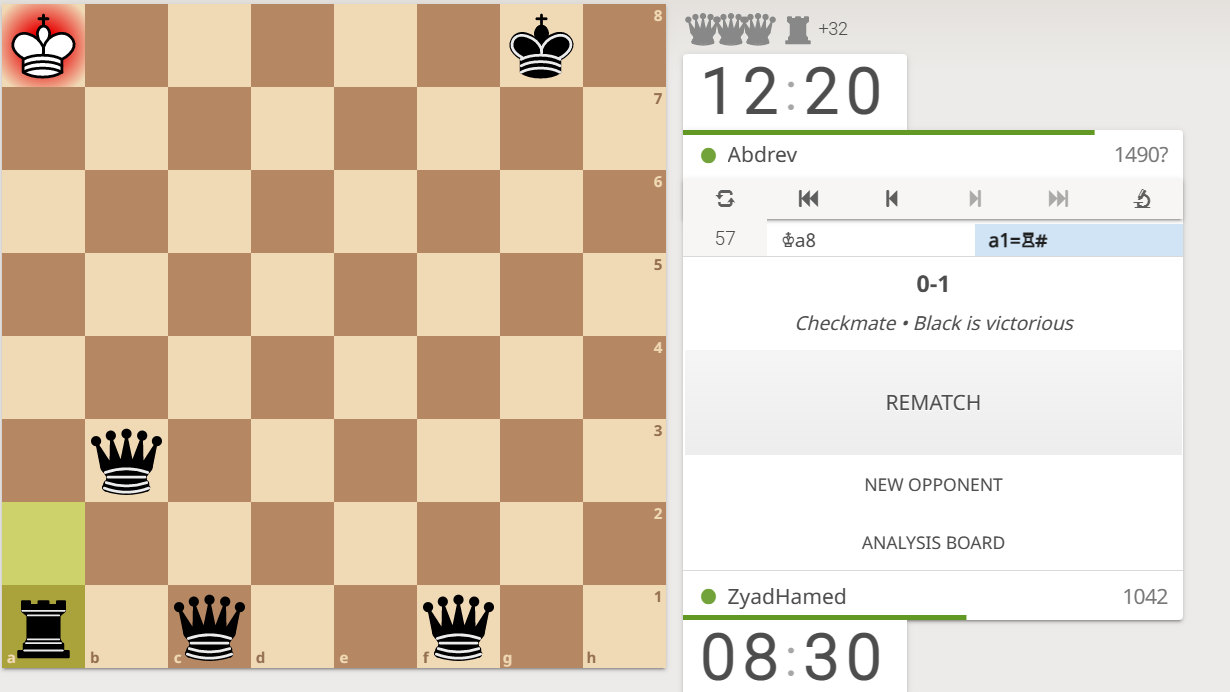 8
7
6
5
4
3
2
1
a b c d e f g h
+32
12:20
Abdrev 1490?
57 ♔a8 a1=♖#
0-1
Checkmate • Black is victorious
REMATCH
NEW OPPONENT
ANALYSIS BOARD
ZyadHamed 1042
08:30